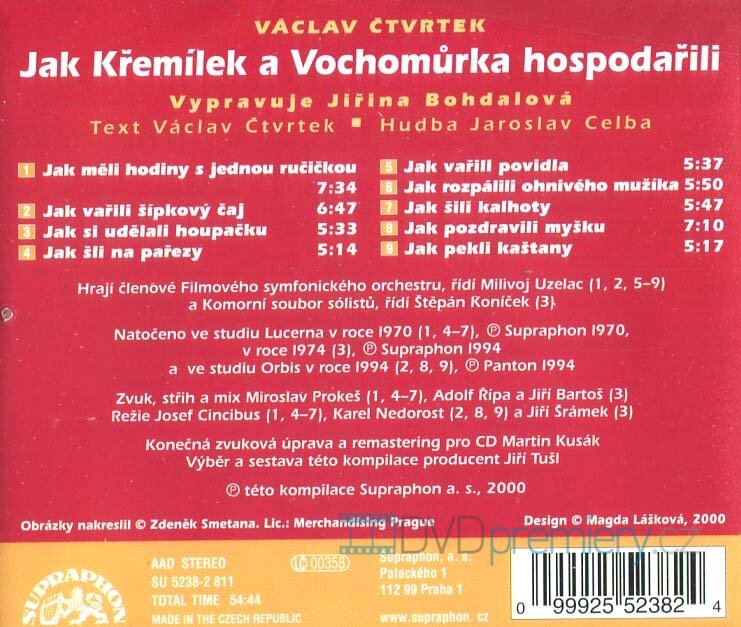 VÁCLAV ČTVRTEK
Jak Křemílek a Vochomůrka hospodařili
Vypravuje Jiřina Bohdalová
Text Václav Čtvrtek ■ Hudba Jaroslav Celba
1 Jak měli hodiny s jednou ručičkou
7:34
2 Jak vařili šípkový čaj 6:47
3 Jak si udělali houpačku 5:33
4 Jak šli na pařezy 5:14
5 Jak vařili povidla 5:37
6 Jak rozpálili ohnivého mužíka 5:50
7 Jak šili kalhoty 5:47
8 Jak pozdravili myšku 7:10
9 Jak pekli kaštany 5:17
Hrají členové Filmového symfonického orchestru, řídí Milivoj Uzelac (1, 2, 5–9)
a Komorní soubor sólistů, řídí Štěpán Koníček (3).
Natočeno ve studiu Lucerna v roce 1970 (1, 4–7), ℗ Supraphon 1970,
v roce 1974 (3), ℗ Supraphon 1994
a ve studiu Orbis v roce 1994 (2, 8, 9), ℗ Panton 1994
Zvuk, střih a mix Miroslav Prokeš (1, 4–7), Adolf Řípa a Jiří Bartoš (3)
Režie Josef Cincibus (1, 4–7), Karel Nedorost (2, 8, 9) a Jiří Šrámek (3)
Konečná zvuková úprava a remastering pro CD Martin Kusák
Výběr a sestava této kompilace producent Jiří Tušl
℗ této kompilace Supraphon a. s., 2000
Obrázky nakreslil © Zdeněk Smetana. Lic.: Merchandising Prague
Design © Magda Lášková, 2000
DVDpremiery.cz
SUPRAPHON
AAD STEREO
SU 5238-2 811
TOTAL TIME 54:44
MADE IN THE CZECH REPUBLIC
LC 00358
Supraphon, a. s.
Palackého 1
112 99 Praha 1
www.supraphon.cz
0 99925 52382 4